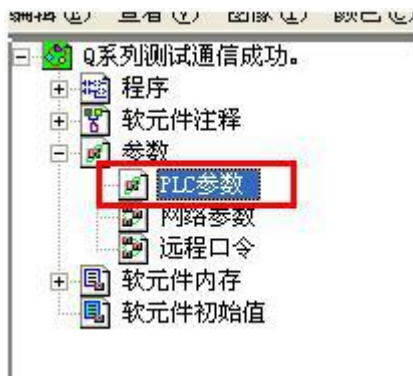 Q系列测试通信成功。
程序
软元件注释
参数
PLC参数
网络参数
远程口令
软元件内存
软元件初始值